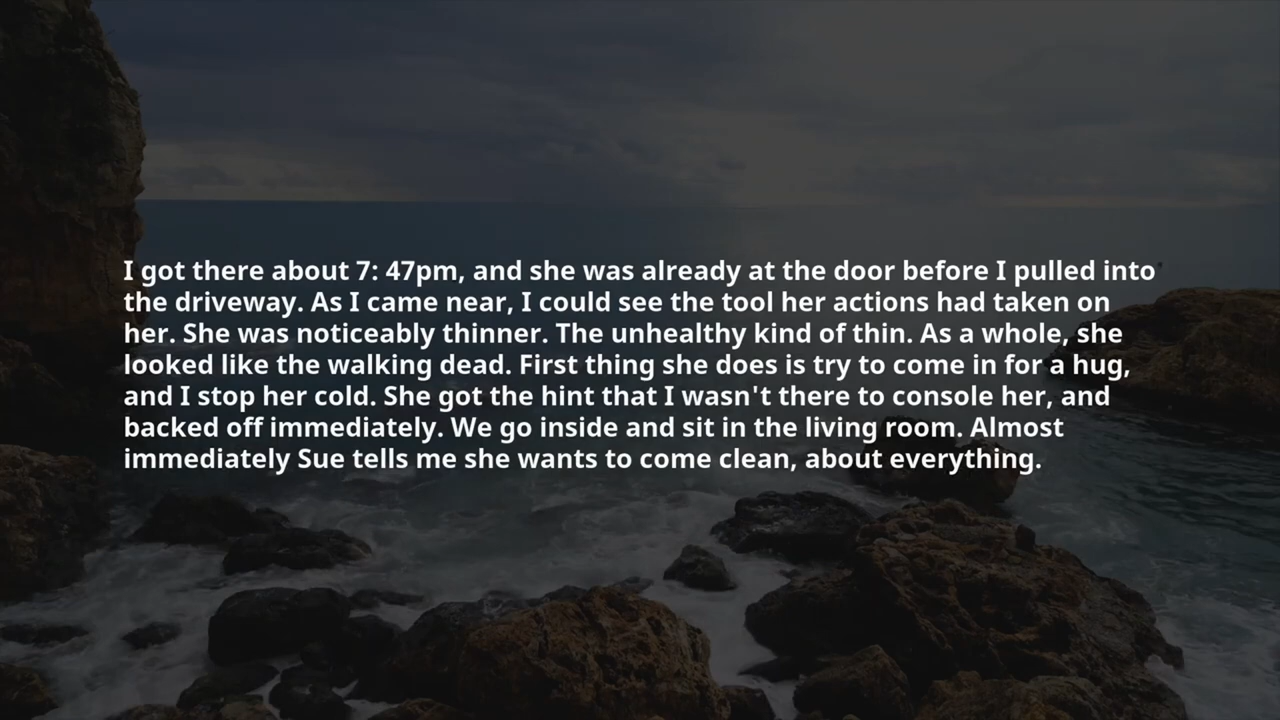 I got there about 7: 47pm, and she was already at the door before I pulled into
the driveway. As I came near, I could see the tool her actions had taken on
her. She was noticeably thinner. The unhealthy kind of thin. As a whole, she
looked like the walking dead. First thing she does is try to come in for a hug,
and I stop her cold. She got the hint that I wasn't there to console her, and
backed off immediately. We go inside and sit in the living room. Almost
immediately Sue tells me she wants to come clean, about everything.